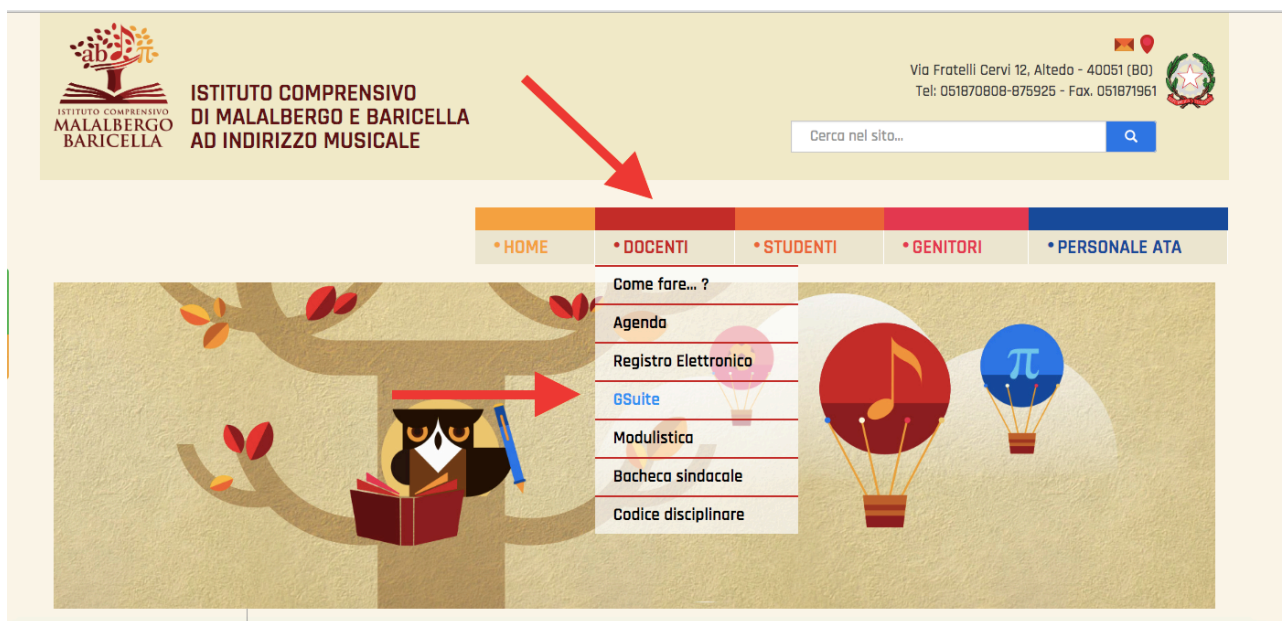 ab π
ISTITUTO COMPRENSIVO
MALALBERGO
BARICELLA
ISTITUTO COMPRENSIVO
DI MALALBERGO E BARICELLA
AD INDIRIZZO MUSICALE
Via Fratelli Cervi 12, Altedo - 40051 (BO)
Tel: 051870808-875925 - Fax. 051871961
Cerca nel sito...
• HOME
• DOCENTI
• STUDENTI
• GENITORI
• PERSONALE ATA
Come fare... ?
Agenda
Registro Elettronico
GSuite
Modulistica
Bacheca sindacale
Codice disciplinare
π